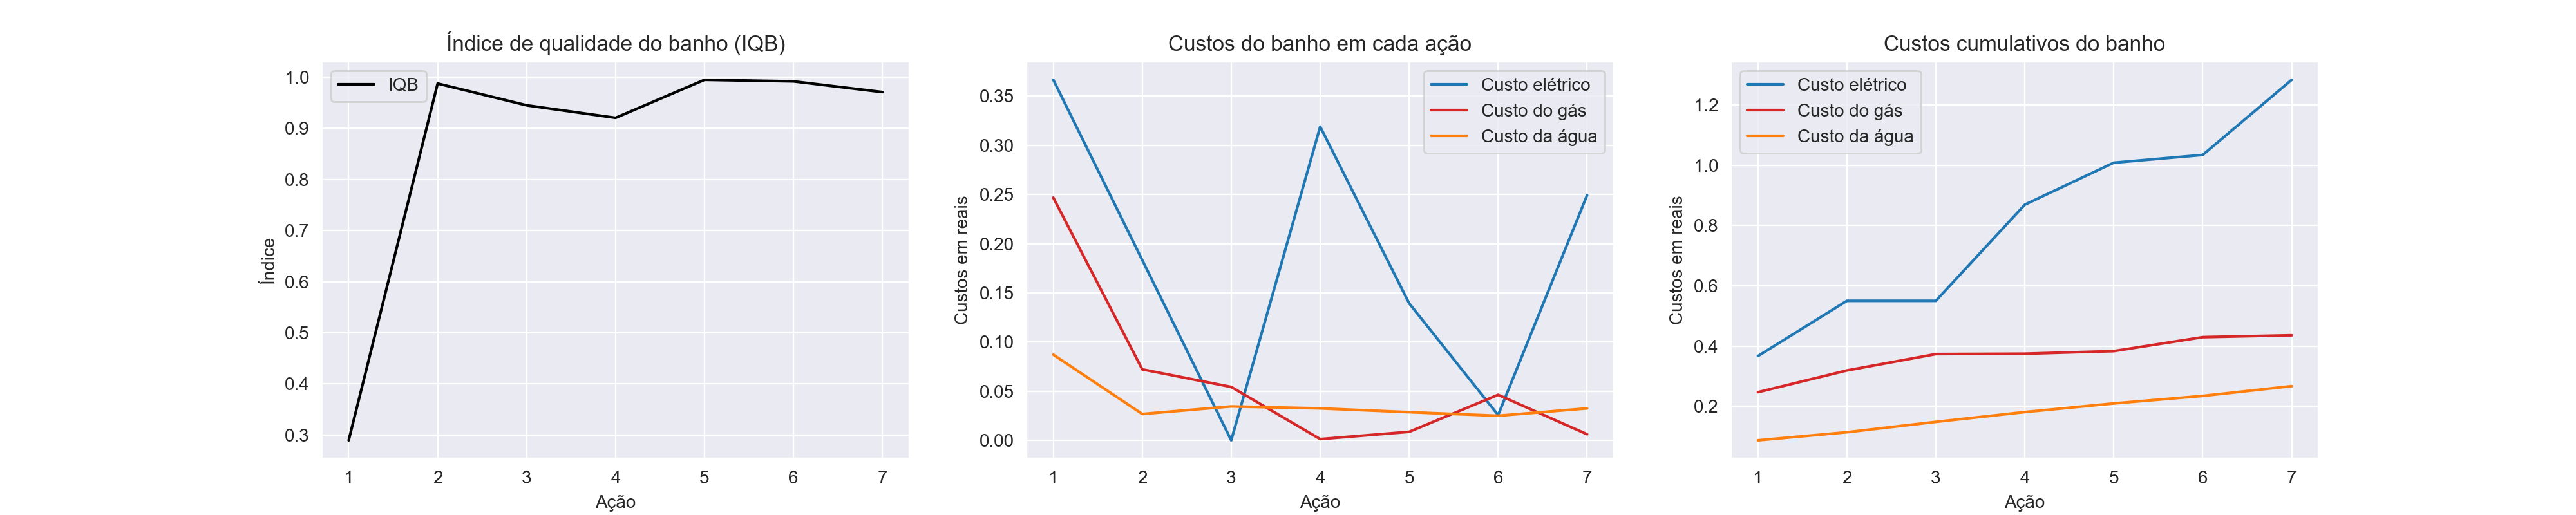 Índice de qualidade do banho (IQB)
IQB
1.0
0.9
0.8
0.7
0.6
0.5
0.4
0.3
Índice
1 2 3 4 5 6 7
Ação
Custos do banho em cada ação
Custo elétrico
Custo do gás
Custo da água
0.35
0.30
0.25
0.20
0.15
0.10
0.05
0.00
Custos em reais
1 2 3 4 5 6 7
Ação
Custos cumulativos do banho
Custo elétrico
Custo do gás
Custo da água
1.2
1.0
0.8
0.6
0.4
0.2
Custos em reais
1 2 3 4 5 6 7
Ação